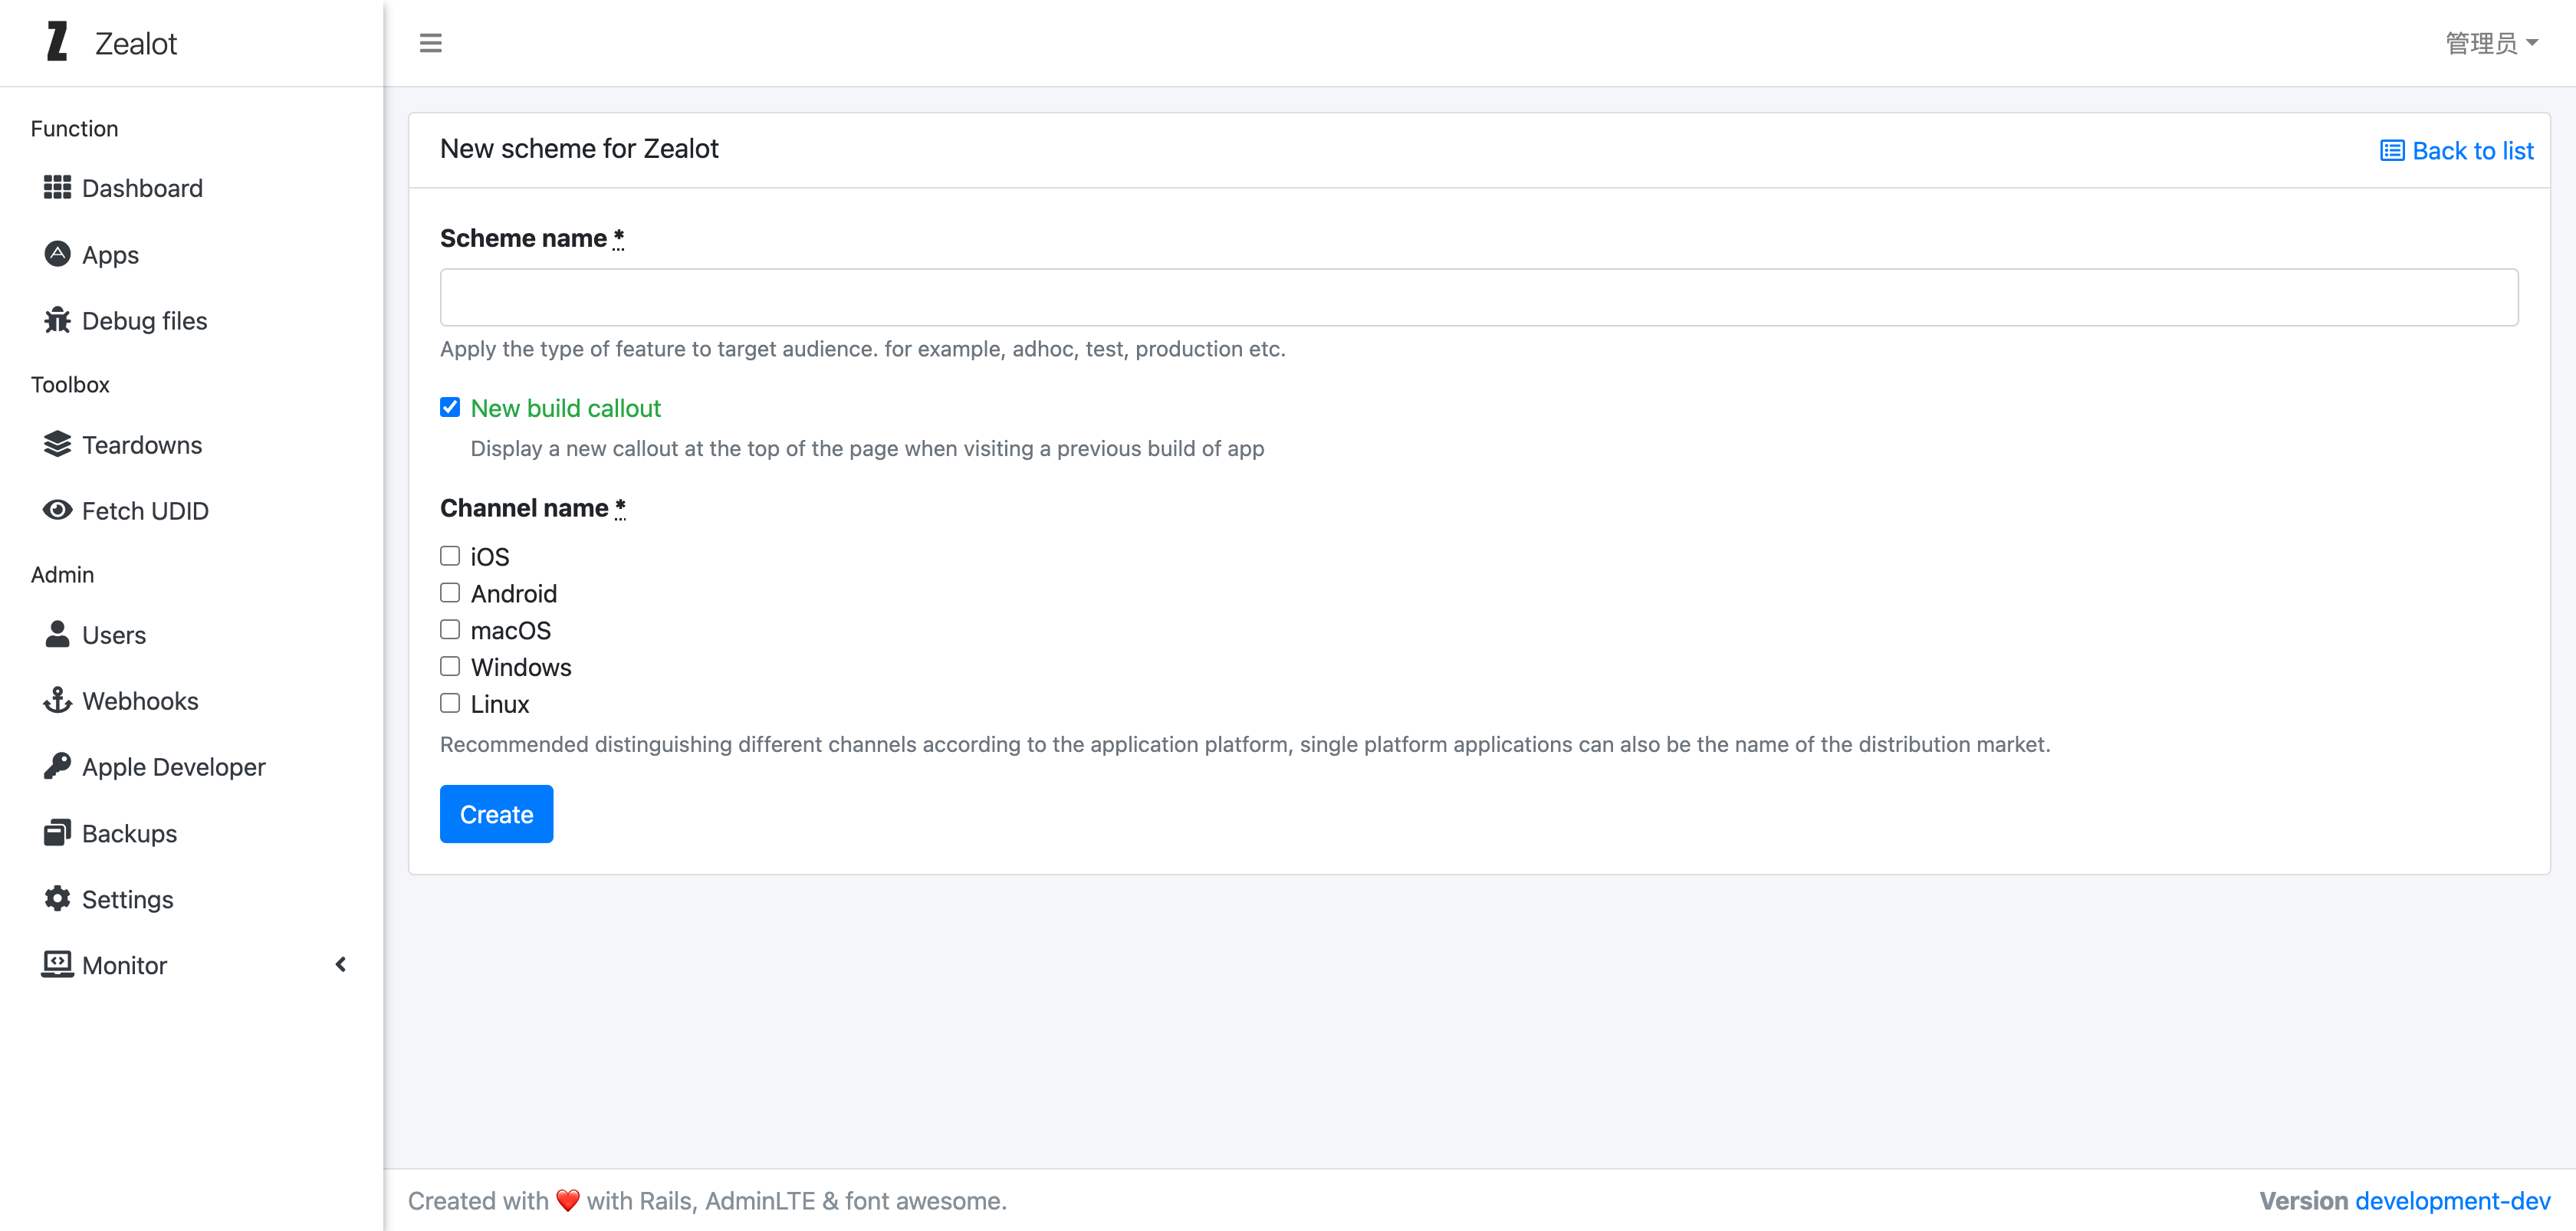 Zealot
管理员
Function
Dashboard
Apps
Debug files
Toolbox
Teardowns
Fetch UDID
Admin
Users
Webhooks
Apple Developer
Backups
Settings
Monitor
New scheme for Zealot
Back to list
Scheme name *
Apply the type of feature to target audience. for example, adhoc, test, production etc.
New build callout
Display a new callout at the top of the page when visiting a previous build of app
Channel name *
iOS
Android
macOS
Windows
Linux
Recommended distinguishing different channels according to the application platform, single platform applications can also be the name of the distribution market.
Create
Created with ❤️ with Rails, AdminLTE & font awesome.
Version development-dev